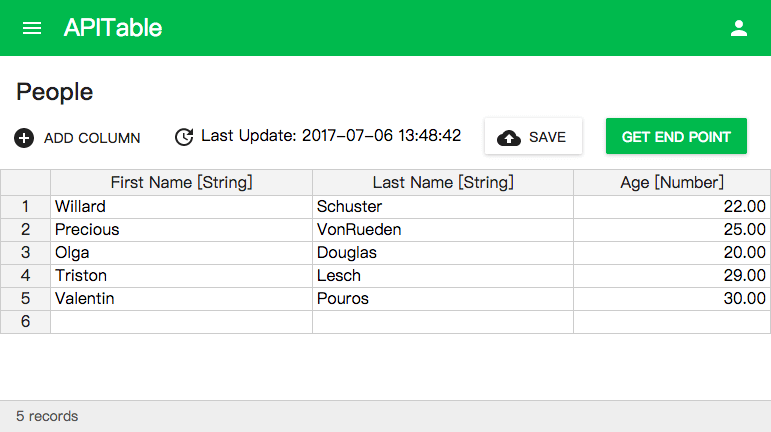 APITable
People
ADD COLUMN Last Update: 2017-07-06 13:48:42 SAVE GET END POINT
First Name [String] Last Name [String] Age [Number]
1 Willard Schuster 22.00
2 Precious VonRueden 25.00
3 Olga Douglas 20.00
4 Triston Lesch 29.00
5 Valentin Pouros 30.00
6
5 records